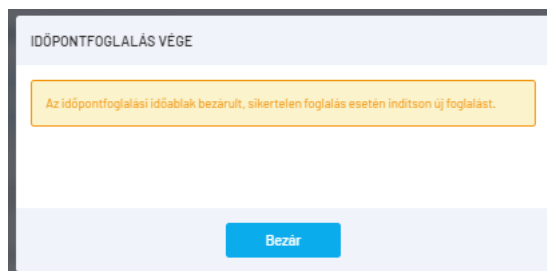 IDŐPONTFOGLALÁS VÉGE
Az időpontfoglalási időablak bezárult, sikertelen foglalás esetén indítson új foglalást.
Bezár